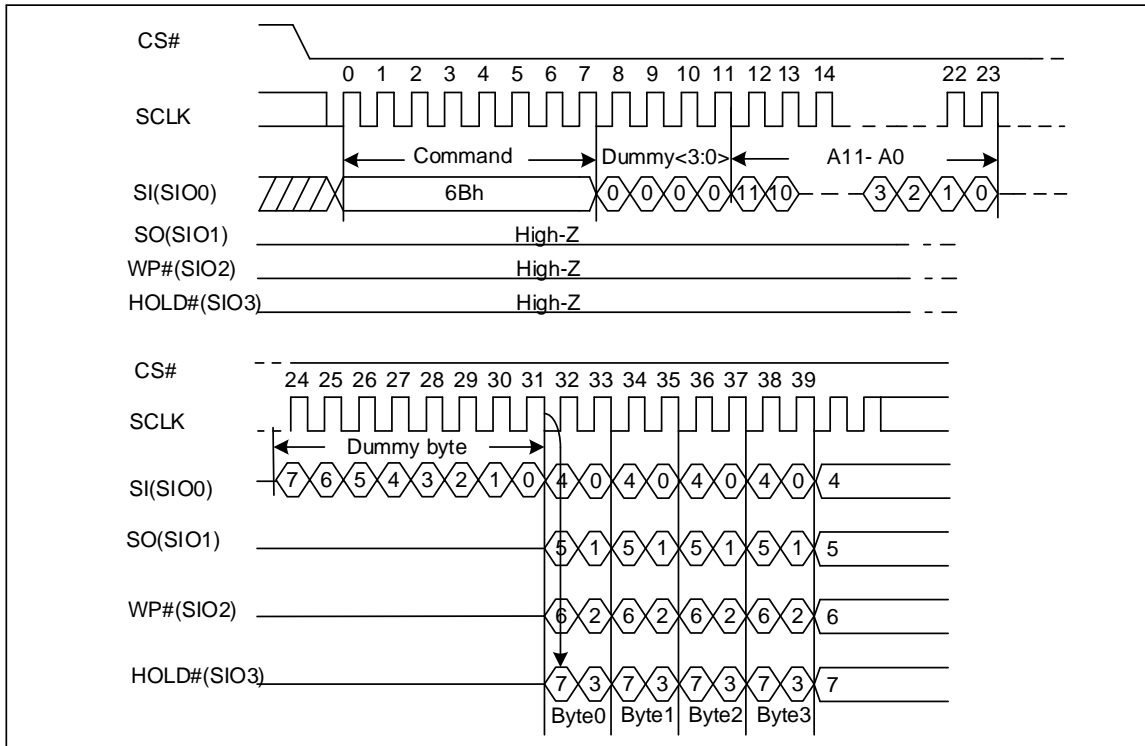 CS#
0 1 2 3 4 5 6 7 8 9 10 11 12 13 14 22 23
SCLK
Command Dummy<3:0> A11- A0
SI(SIO0) 6Bh 0 0 0 0 11 10 3 2 1 0
SO(SIO1) High-Z
WP#(SIO2) High-Z
HOLD#(SIO3) High-Z
CS#
24 25 26 27 28 29 30 31 32 33 34 35 36 37 38 39
SCLK
Dummy byte
SI(SIO0) 7 6 5 4 3 2 1 0 4 0 4 0 4 0 4 0 4
SO(SIO1) 5 1 5 1 5 1 5 1 5
WP#(SIO2) 6 2 6 2 6 2 6 2 6
HOLD#(SIO3) 7 3 7 3 7 3 7 3 7
Byte0 Byte1 Byte2 Byte3